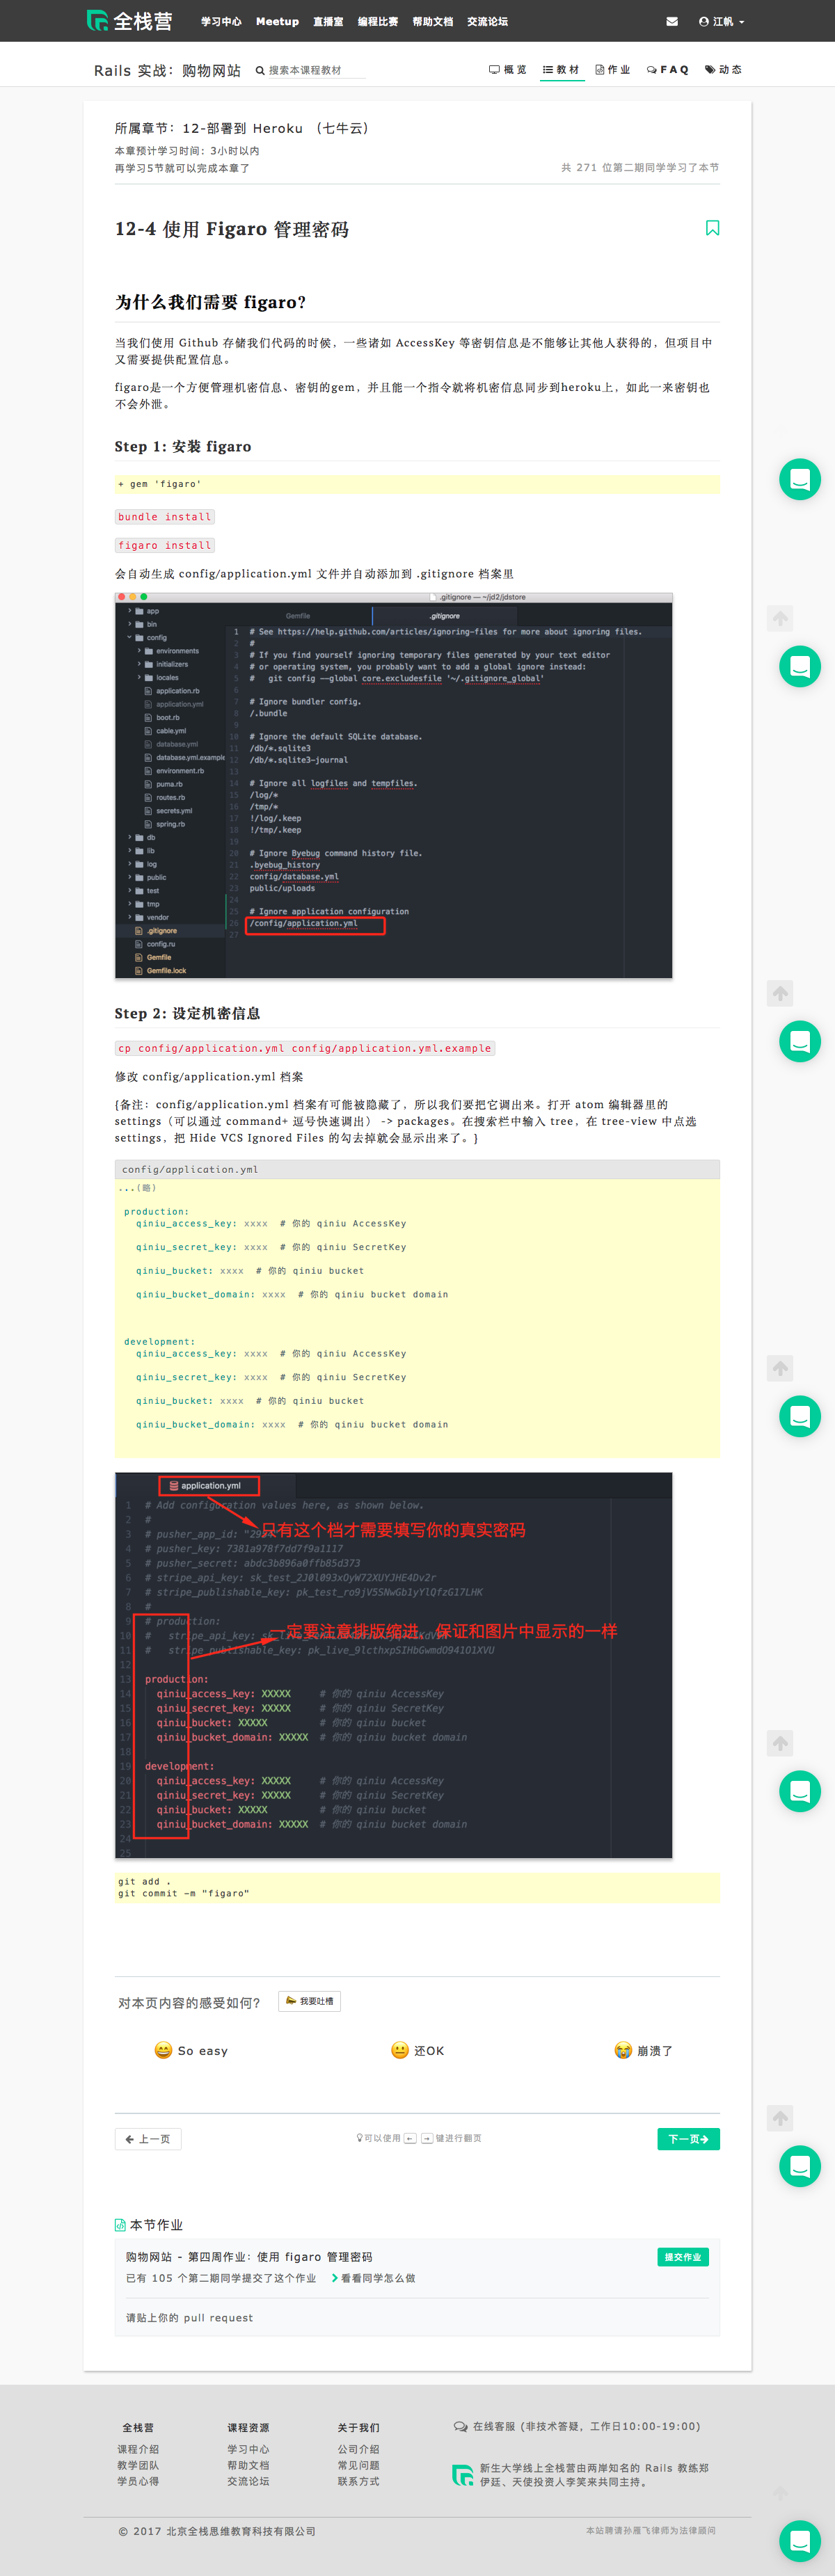 全栈营
学习中心 Meetup 直播室 编程比赛 帮助文档 交流论坛
江帆
Rails 实战：购物网站
搜索本课程教材
概览 教材 作业 FAQ 动态
所属章节：12-部署到 Heroku （七牛云）
本章预计学习时间：3小时以内
再学习5节就可以完成本章了
共 271 位第二期同学学习了本节
12-4 使用 Figaro 管理密码
为什么我们需要 figaro?
当我们使用 Github 存储我们代码的时候，一些诸如 AccessKey 等密钥信息是不能够让其他人获得的，但项目中
又需要提供配置信息。
figaro是一个方便管理机密信息、密钥的gem，并且能一个指令就将机密信息同步到heroku上，如此一来密钥也
不会外泄。
Step 1: 安装 figaro
+ gem 'figaro'
bundle install
figaro install
会自动生成 config/application.yml 文件并自动添加到 .gitignore 档案里
.gitignore — ~/jd2/jdstore
app
bin
config
environments
initializers
locales
application.rb
application.yml
boot.rb
cable.yml
database.yml
database.yml.example
environment.rb
puma.rb
routes.rb
secrets.yml
spring.rb
db
lib
log
public
test
tmp
vendor
.gitignore
config.ru
Gemfile
Gemfile.lock
Gemfile .gitignore
1 # See https://help.github.com/articles/ignoring-files for more about ignoring files.
2 #
3 # If you find yourself ignoring temporary files generated by your text editor
4 # or operating system, you probably want to add a global ignore instead:
5 #   git config --global core.excludesfile '~/.gitignore_global'
6
7 # Ignore bundler config.
8 /.bundle
9
10 # Ignore the default SQLite database.
11 /db/*.sqlite3
12 /db/*.sqlite3-journal
13
14 # Ignore all logfiles and tempfiles.
15 /log/*
16 /tmp/*
17 !/log/.keep
18 !/tmp/.keep
19
20 # Ignore Byebug command history file.
21 .byebug_history
22 config/database.yml
23 public/uploads
24
25 # Ignore application configuration
26 /config/application.yml
27
Step 2: 设定机密信息
cp config/application.yml config/application.yml.example
修改 config/application.yml 档案
{备注：config/application.yml 档案有可能被隐藏了，所以我们要把它调出来。打开 atom 编辑器里的
settings（可以通过 command+ 逗号快速调出） -> packages。在搜索栏中输入 tree，在 tree-view 中点选
settings，把 Hide VCS Ignored Files 的勾去掉就会显示出来了。}
config/application.yml
...(略)
production:
qiniu_access_key: xxxx # 你的 qiniu AccessKey
qiniu_secret_key: xxxx # 你的 qiniu SecretKey
qiniu_bucket: xxxx # 你的 qiniu bucket
qiniu_bucket_domain: xxxx # 你的 qiniu bucket domain
development:
qiniu_access_key: xxxx # 你的 qiniu AccessKey
qiniu_secret_key: xxxx # 你的 qiniu SecretKey
qiniu_bucket: xxxx # 你的 qiniu bucket
qiniu_bucket_domain: xxxx # 你的 qiniu bucket domain
application.yml
1 # Add configuration values here, as shown below.
2 #
3 # pusher_app_id: "29
只有这个档才需要填写你的真实密码
4 # pusher_key: 7381a978f7dd7f9a1117
5 # pusher_secret: abdc3b896a0ffb85d373
6 # stripe_api_key: sk_test_2J0l093xOyW72XUYJHE4Dv2r
7 # stripe_publishable_key: pk_test_ro9jV5SNwGb1yYlQfzG17LHK
8 #
9 # production:
一定要注意排版缩进，保证和图片中显示的一样
10 #   stripe_api_key:
11 #   stripe_publishable_key: pk_live_9lcthxpSIHbGwmdO941O1XVU
12
13 production:
14 qiniu_access_key: XXXXX # 你的 qiniu AccessKey
15 qiniu_secret_key: XXXXX # 你的 qiniu SecretKey
16 qiniu_bucket: XXXXX # 你的 qiniu bucket
17 qiniu_bucket_domain: XXXXX # 你的 qiniu bucket domain
18
19 development:
20 qiniu_access_key: XXXXX # 你的 qiniu AccessKey
21 qiniu_secret_key: XXXXX # 你的 qiniu SecretKey
22 qiniu_bucket: XXXXX # 你的 qiniu bucket
23 qiniu_bucket_domain: XXXXX # 你的 qiniu bucket domain
24
25
git add .
git commit -m "figaro"
对本页内容的感受如何? 我要吐槽
So easy 还OK 崩溃了
上一页 可以使用 ← → 键进行翻页 下一页
本节作业
购物网站 - 第四周作业：使用 figaro 管理密码 提交作业
已有 105 个第二期同学提交了这个作业 看看同学怎么做
请贴上你的 pull request
全栈营
课程介绍
教学团队
学员心得
课程资源
学习中心
帮助文档
交流论坛
关于我们
公司介绍
常见问题
联系方式
在线客服 (非技术答疑，工作日10:00-19:00)
新生大学线上全栈营由两岸知名的 Rails 教练郑
伊廷、天使投资人李笑来共同主持。
© 2017 北京全栈思维教育科技有限公司
本站聘请孙雁飞律师为法律顾问